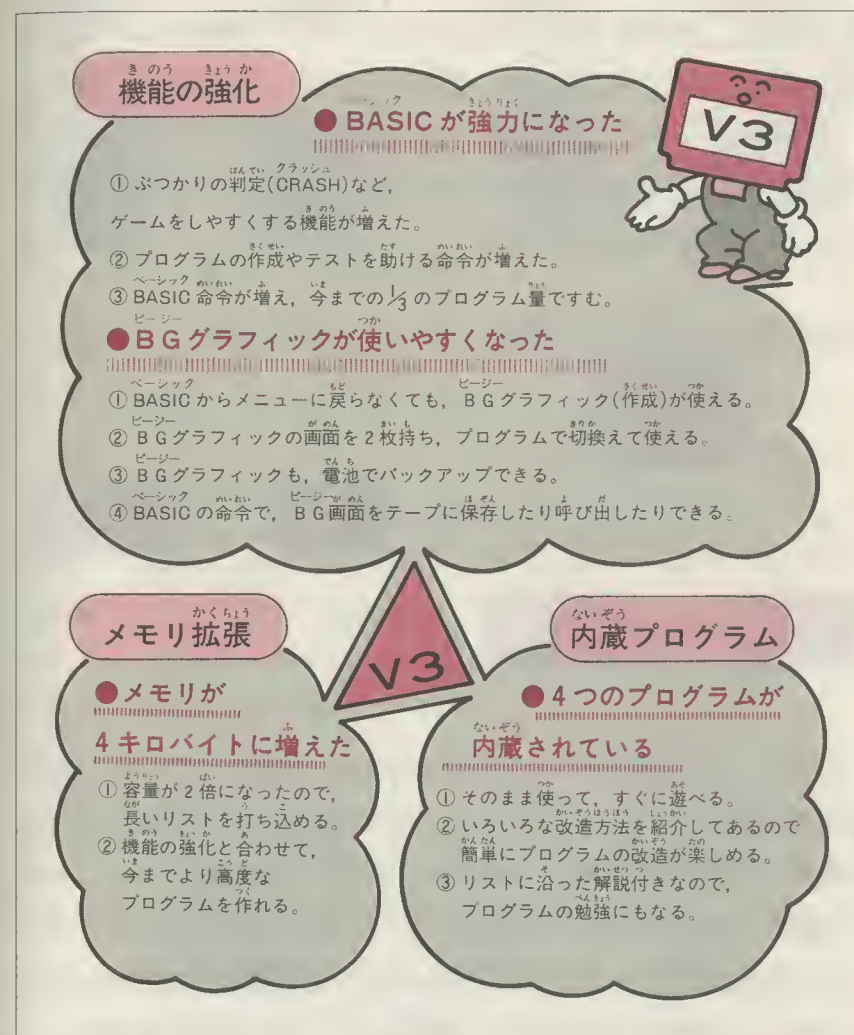 機能の強化
V3
●BASICが強力になった
①ぶつかりの判定(CRASH)など，
ゲームをしやすくする機能が増えた。
②プログラムの作成やテストを助ける命令が増えた。
③BASIC命令が増え，今までの1/3のプログラム量ですむ。
●BGグラフィックが使いやすくなった
①BASICからメニューに戻らなくても，BGグラフィック(作成)が使える。
②BGグラフィックの画面を2枚持ち，プログラムで切換えて使える。
③BGグラフィックも，電池でバックアップできる。
④BASICの命令で，BG画面をテープに保存したり呼び出したりできる。
V3
メモリ拡張
●メモリが
4キロバイトに増えた
①容量が2倍になったので，
長いリストを打ち込める。
②機能の強化と合わせて，
今までより高度な
プログラムを作れる。
内蔵プログラム
●4つのプログラムが
内蔵されている
①そのまま使って，すぐに遊べる。
②いろいろな改造方法を紹介してあるので
簡単にプログラムの改造が楽しめる。
③リストに沿った解説付きなので，
プログラムの勉強にもなる。